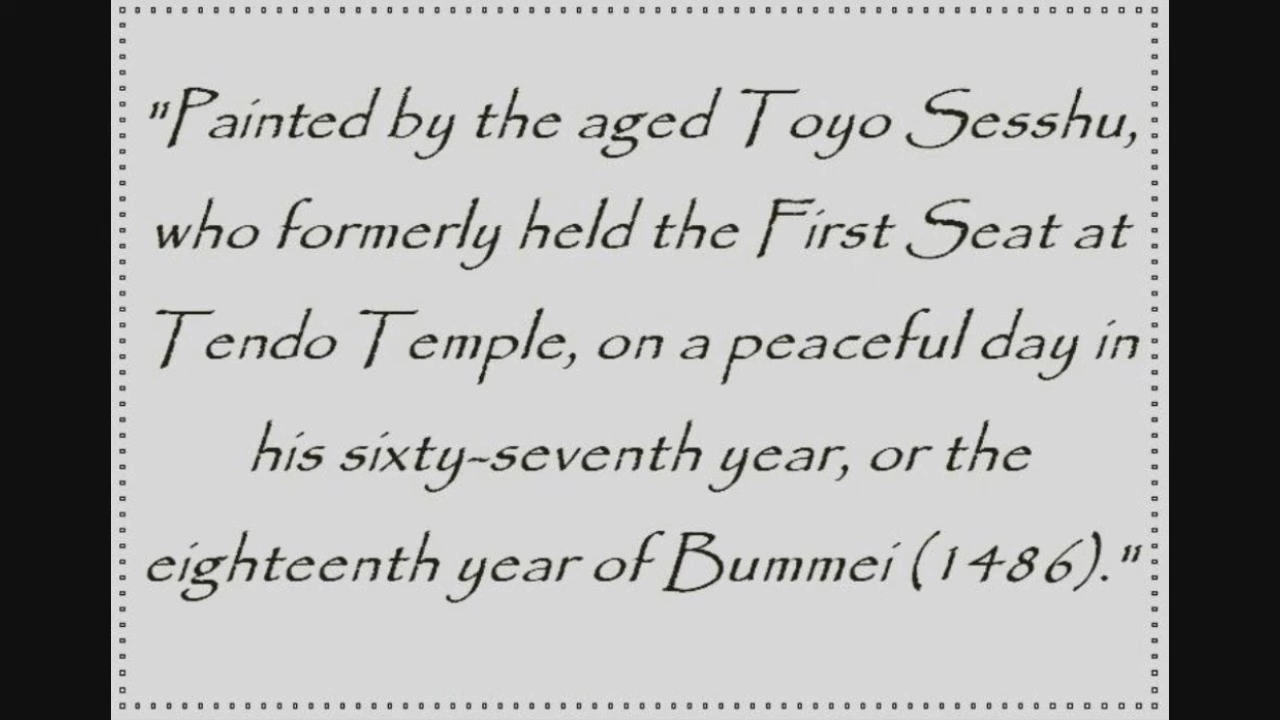 "Painted by the aged Toyo Sesshu,
who formerly held the First Seat at
Tendo Temple, on a peaceful day in
his sixty-seventh year, or the
eighteenth year of Bummei (1486)."